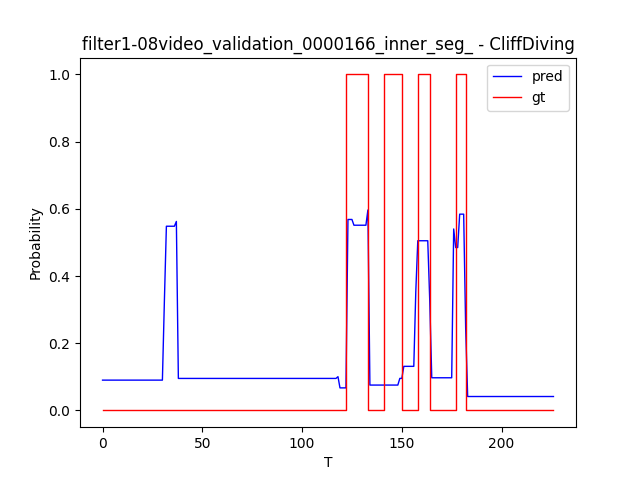 filter1-08video_validation_0000166_inner_seg_ - CliffDiving
pred
gt
1.0
0.8
0.6
0.4
0.2
0.0
Probability
0
50
100
150
200
T